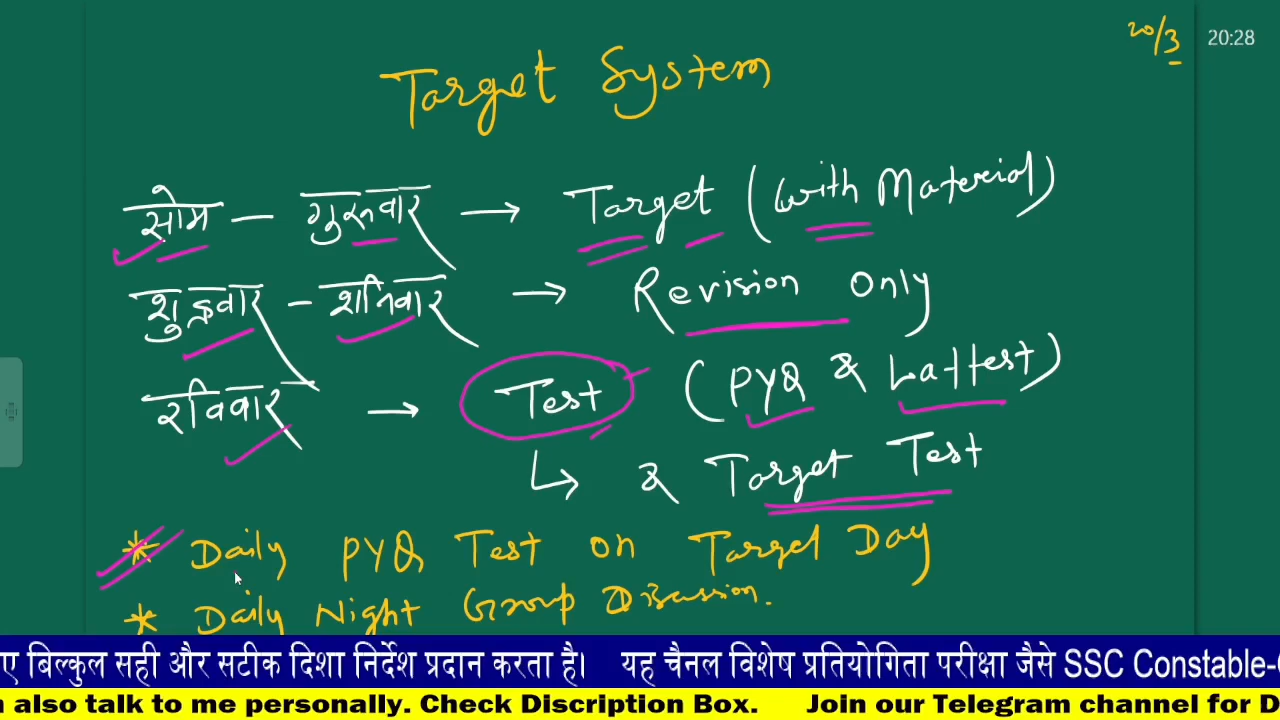 20/3 20:28
Target System
सोम - गुरुवार → Target (with Material)
शुक्रवार - शनिवार → Revision Only
रविवार → Test (PYQ & Lattest)
↳ & Target Test
* Daily PYQ Test on Target Day
* Daily Night Group Discussion.
ए बिल्कुल सही और सटीक दिशा निर्देश प्रदान करता है। यह चैनल विशेष प्रतियोगिता परीक्षा जैसे SSC Constable-
also talk to me personally. Check Discription Box. Join our Telegram channel for D